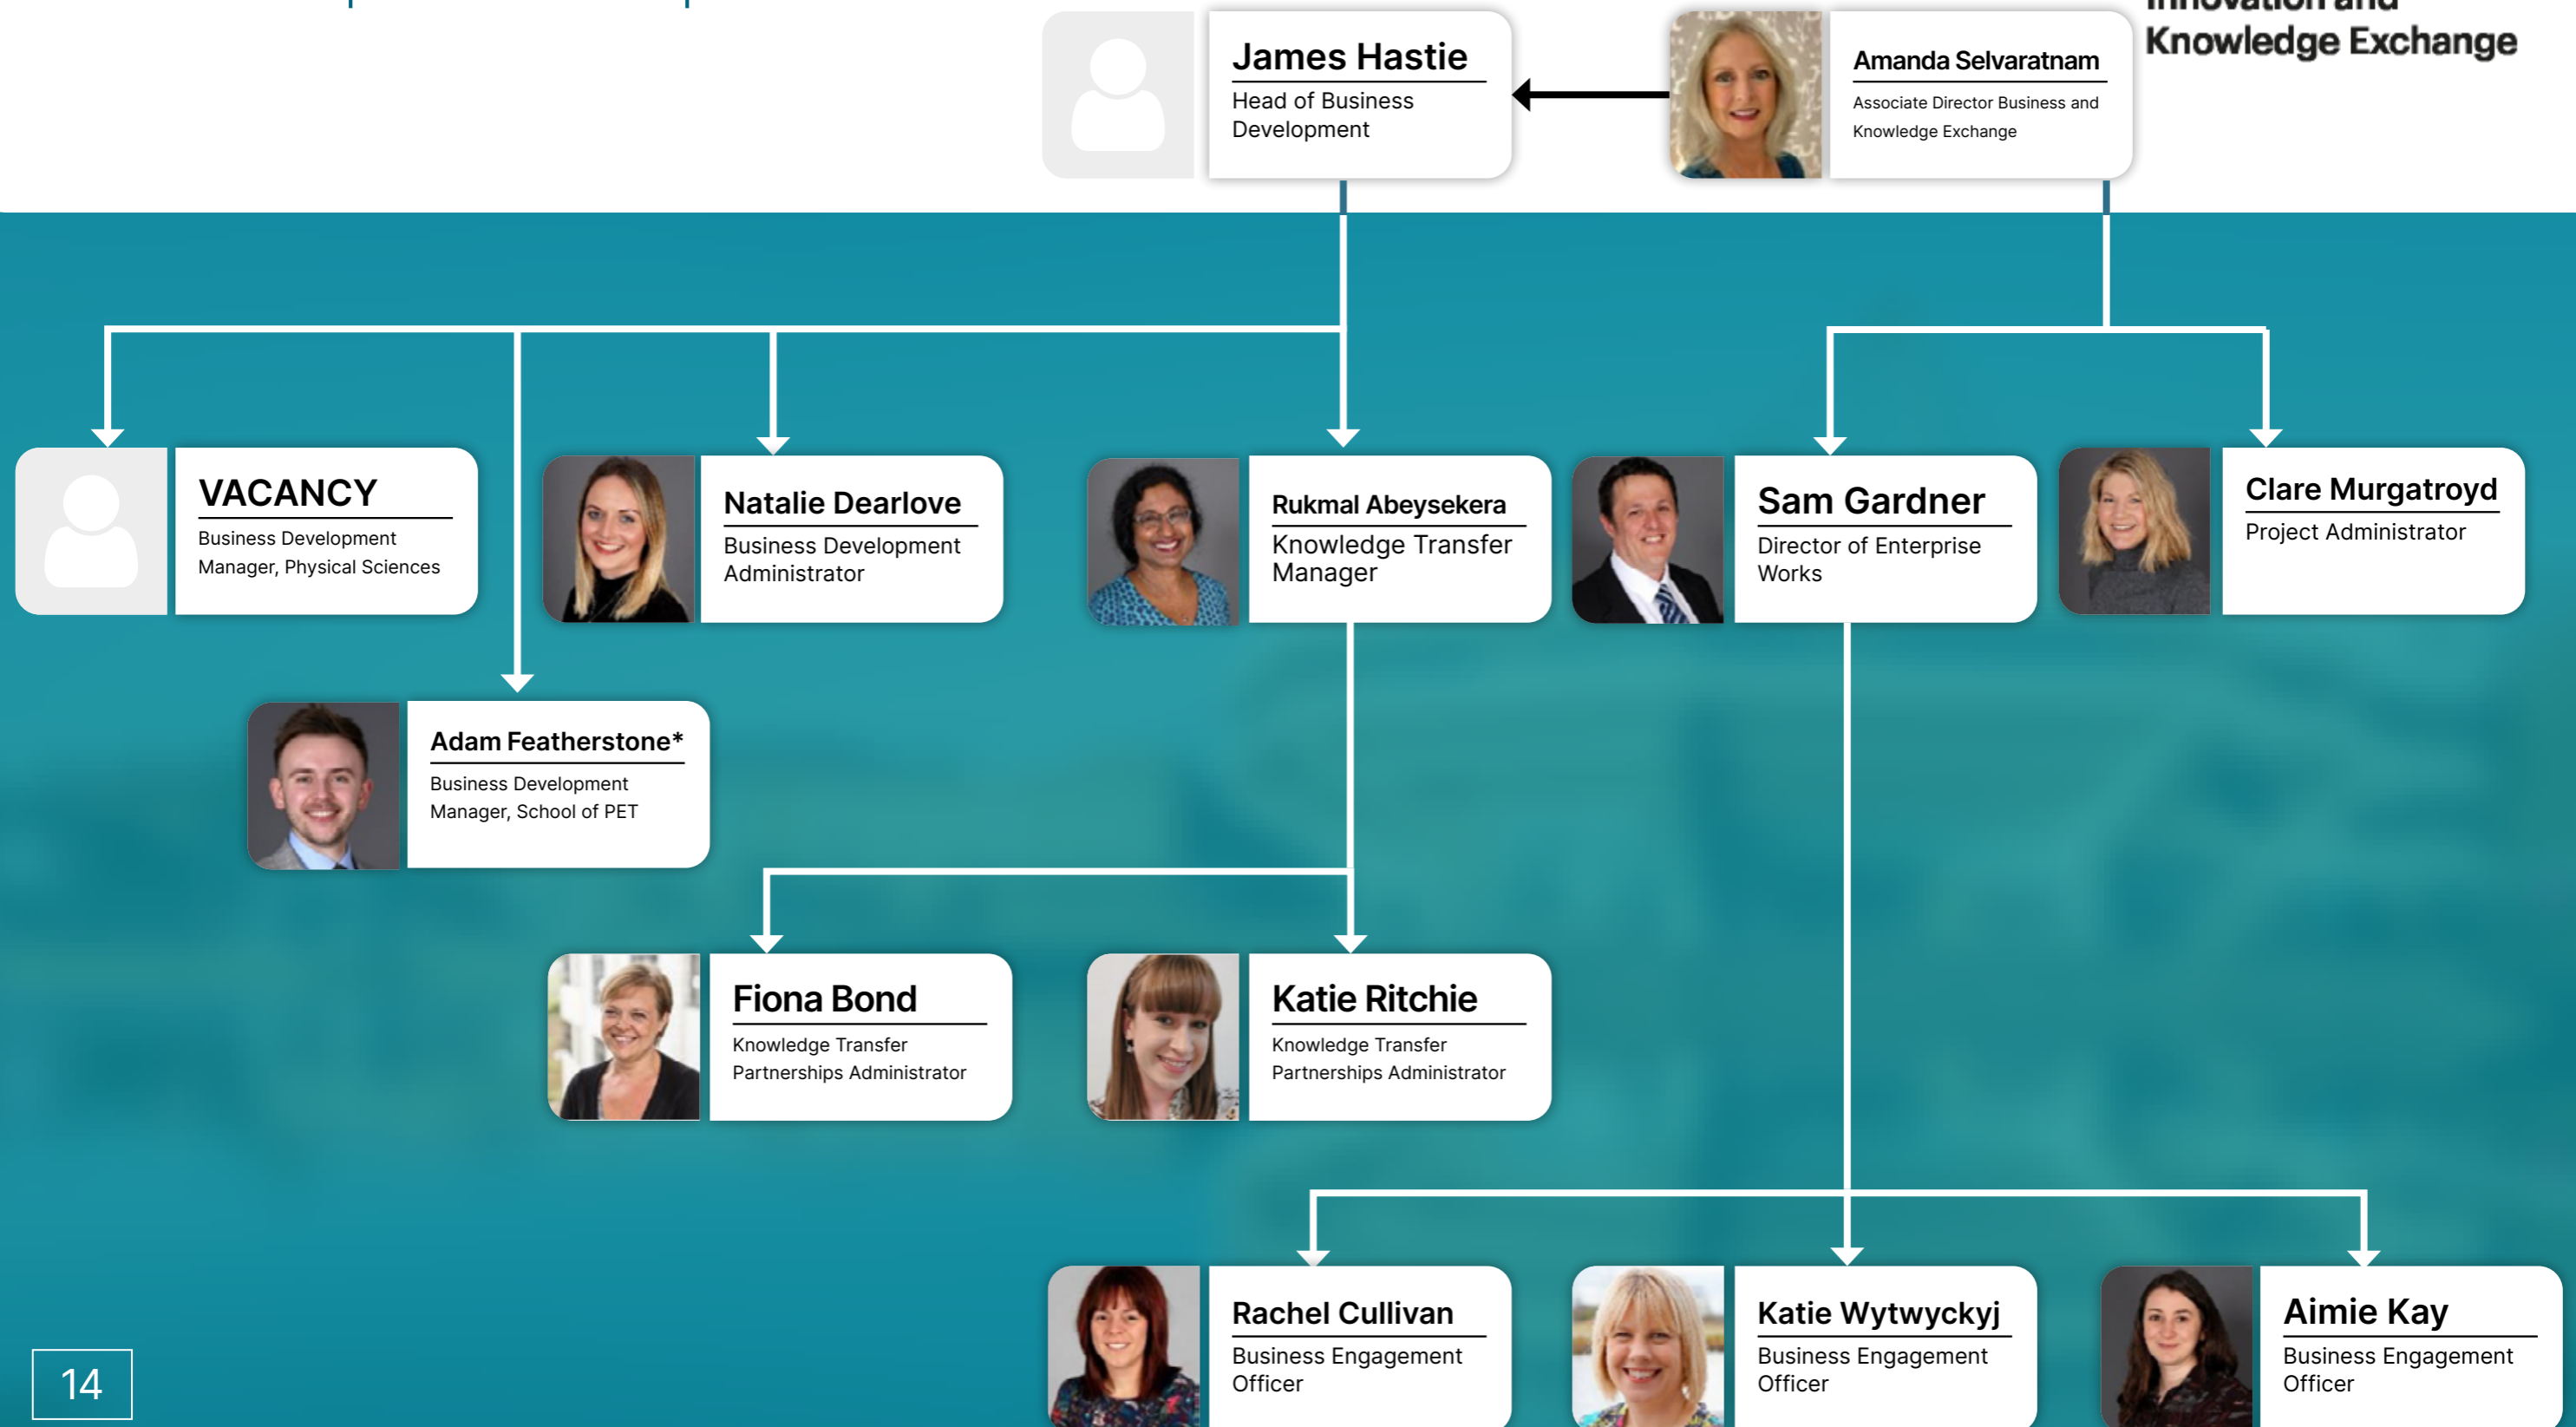 Innovation and
Knowledge Exchange
James Hastie
Head of Business
Development
Amanda Selvaratnam
Associate Director Business and
Knowledge Exchange
VACANCY
Business Development
Manager, Physical Sciences
Natalie Dearlove
Business Development
Administrator
Rukmal Abeysekera
Knowledge Transfer
Manager
Sam Gardner
Director of Enterprise
Works
Clare Murgatroyd
Project Administrator
Adam Featherstone*
Business Development
Manager, School of PET
Fiona Bond
Knowledge Transfer
Partnerships Administrator
Katie Ritchie
Knowledge Transfer
Partnerships Administrator
Rachel Cullivan
Business Engagement
Officer
Katie Wytwyckyj
Business Engagement
Officer
Aimie Kay
Business Engagement
Officer
14